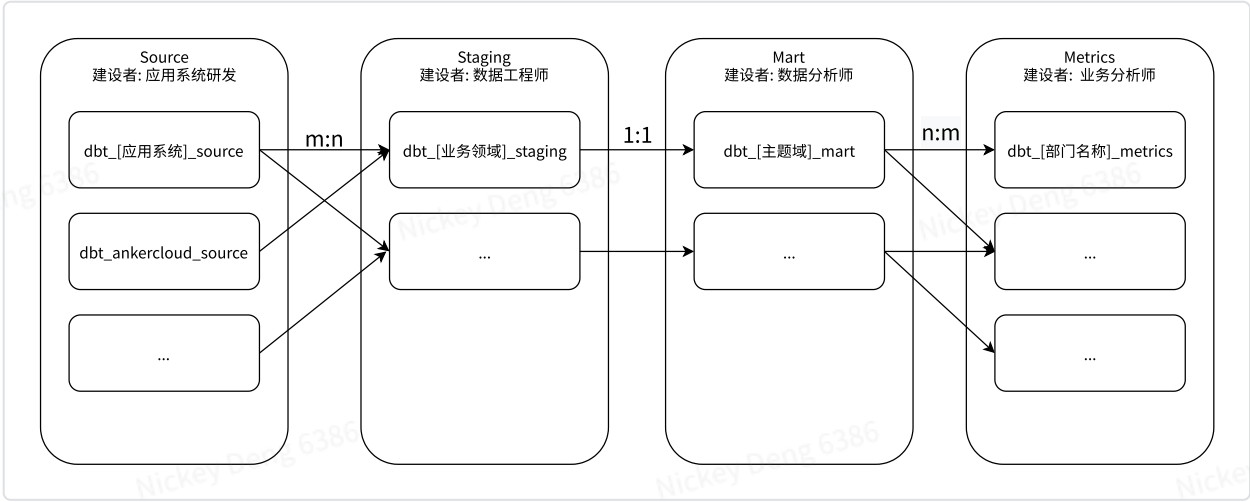 Source
建设者: 应用系统研发
dbt_[应用系统]_source
dbt_ankercloud_source
...
m:n
Staging
建设者: 数据工程师
dbt_[业务领域]_staging
...
1:1
Mart
建设者: 数据分析师
dbt_[主题域]_mart
...
n:m
Metrics
建设者: 业务分析师
dbt_[部门名称]_metrics
...
...
eng 6386
Nickey Deng 6386
Nickey Deng 6386
Nickey Deng 6386
Nickey Deng 6386
Nickey